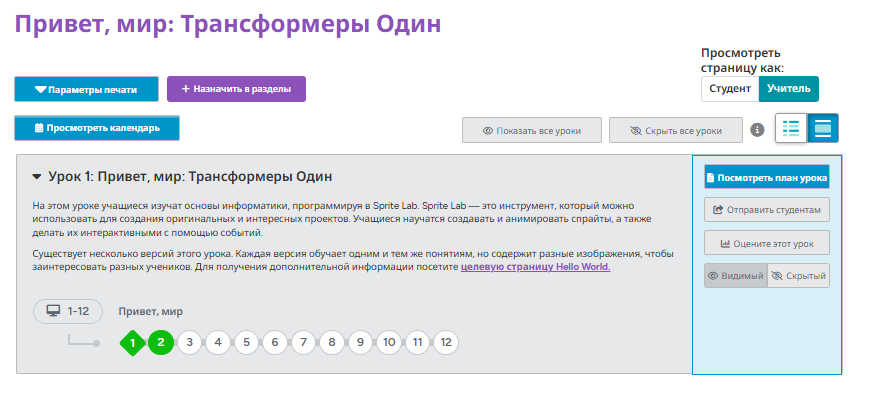 Привет, мир: Трансформеры Один
Просмотреть
страницу как:
Параметры печати
+ Назначить в разделы
Студент
Учитель
Просмотреть календарь
Показать все уроки
Скрыть все уроки
Урок 1: Привет, мир: Трансформеры Один
На этом уроке учащиеся изучат основы информатики, программируя в Sprite Lab. Sprite Lab — это инструмент, который можно
использовать для создания оригинальных и интересных проектов. Учащиеся научатся создавать и анимировать спрайты, а также
делать их интерактивными с помощью событий.
Существует несколько версий этого урока. Каждая версия обучает одним и тем же понятиям, но содержит разные изображения, чтобы
заинтересовать разных учеников. Для получения дополнительной информации посетите целевую страницу Hello World.
Посмотреть план урока
Отправить студентам
Оцените этот урок
Видимый
Скрытый
1-12
Привет, мир
1 2 3 4 5 6 7 8 9 10 11 12